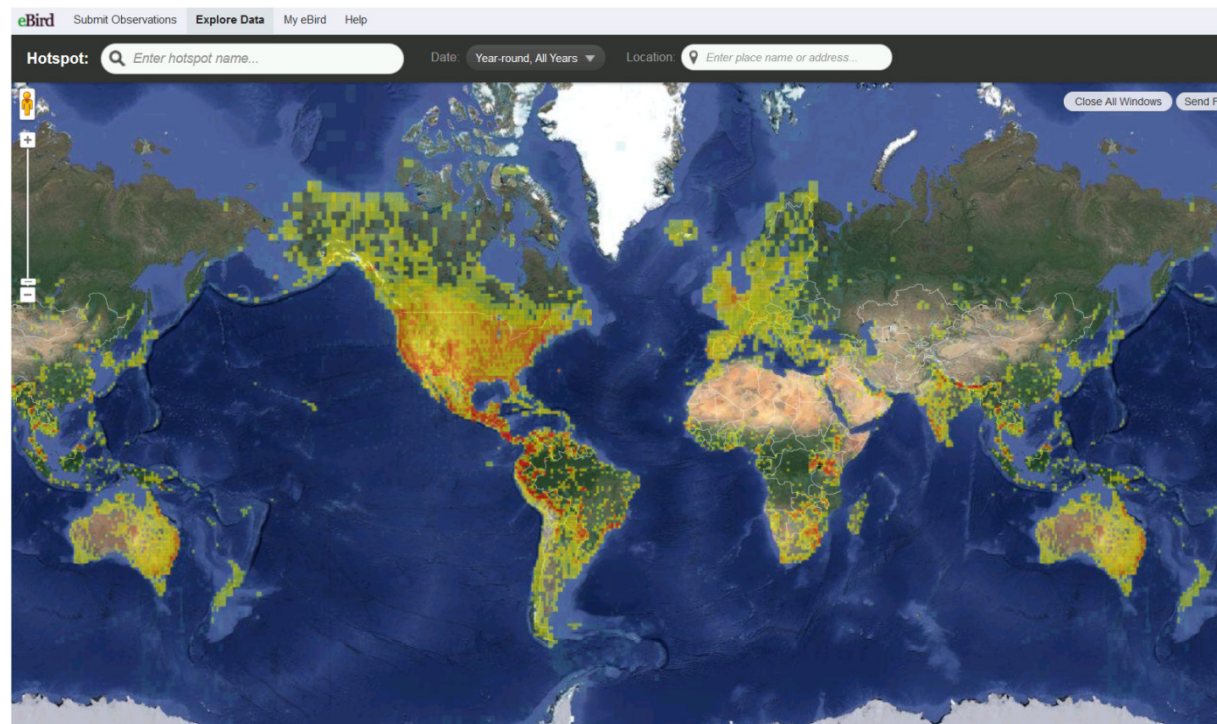 eBird Submit Observations Explore Data My eBird Help
Hotspot: Enter hotspot name... Date: Year-round, All Years Location: Enter place name or address...
Close All Windows Send F